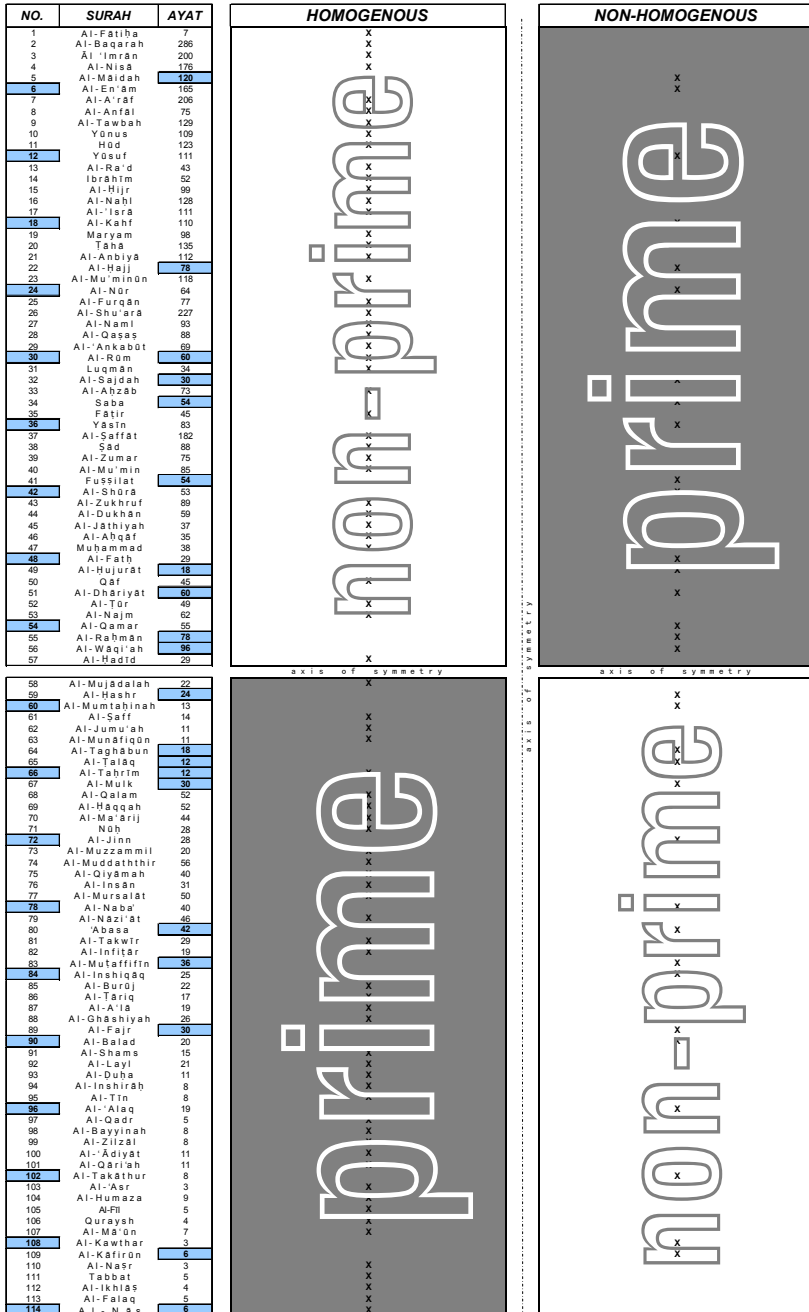 NO. SURAH AYAT HOMOGENOUS NON-HOMOGENOUS
1 Al-Fātiḥa 7 x
2 Al-Baqarah 286 x
3 Āl 'Imrān 200 x
4 Al-Nisā 176 x
5 Al-Māidah 120 x
6 Al-En'ām 165 x
7 Al-A'rāf 206 x
8 Al-Anfāl 75 x
9 Al-Tawbah 129 x
10 Yūnus 109 x
11 Hūd 123 x
12 Yūsuf 111 x
13 Al-Ra'd 43 x
14 Ibrāhīm 52 x
15 Al-Ḥijr 99 x
16 Al-Naḥl 128 x
17 Al-'Isrā 111 x
18 Al-Kahf 110
19 Maryam 98 x
20 Ṭāhā 135 x
21 Al-Anbiyā 112 x
22 Al-Ḥajj 78 x
23 Al-Mu'minūn 118 x
24 Al-Nūr 64 x
25 Al-Furqān 77 x
26 Al-Shu'arā 227 x
27 Al-Naml 93 x
28 Al-Qaṣaṣ 88 x
29 Al-'Ankabūt 69 x
30 Al-Rūm 60 x
31 Luqmān 34 x
32 Al-Sajdah 30
33 Al-Aḥzāb 73
34 Saba 54
35 Fāṭir 45 x
36 Yāsīn 83 x
37 Al-Ṣaffāt 182 x
38 Ṣād 88 x
39 Al-Zumar 75 x
40 Al-Mu'min 85 x
41 Fuṣṣilat 54 x
42 Al-Shūrā 53
43 Al-Zukhruf 89 x
44 Al-Dukhān 59 x
45 Al-Jāthiyah 37 x
46 Al-Aḥqāf 35 x
47 Muḥammad 38 x
48 Al-Fatḥ 29 x
49 Al-Ḥujurāt 18
50 Qāf 45 x
51 Al-Dhāriyāt 60 x
52 Al-Ṭūr 49 x
53 Al-Najm 62
54 Al-Qamar 55 x
55 Al-Raḥmān 78 x
56 Al-Wāqi'ah 96 x
57 Al-Ḥadīd 29 x
non-prime
prime
axis of symmetry
axis of symmetry
axis of symmetry
axis of symmetry
58 Al-Mujādalah 22 x
59 Al-Ḥashr 24 x
60 Al-Mumtaḥinah 13 x
61 Al-Ṣaff 14 x
62 Al-Jumu'ah 11 x
63 Al-Munāfiqūn 11 x
64 Al-Taghābun 18 x
65 Al-Ṭalāq 12 x
66 Al-Taḥrīm 12
67 Al-Mulk 30 x
68 Al-Qalam 52 x
69 Al-Ḥāqqah 52 x
70 Al-Ma'ārij 44 x
71 Nūḥ 28 x
72 Al-Jinn 28 x
73 Al-Muzzammil 20
74 Al-Muddaththir 56 x
75 Al-Qiyāmah 40 x
76 Al-Insān 31 x
77 Al-Mursalāt 50 x
78 Al-Naba' 40 x
79 Al-Nāzi'āt 46 x
80 'Abasa 42 x
81 Al-Takwīr 29 x
82 Al-Infiṭār 19 x
83 Al-Muṭaffifīn 36 x
84 Al-Inshiqāq 25 x
85 Al-Burūj 22 x
86 Al-Ṭāriq 17 x
87 Al-A'lā 19 x
88 Al-Ghāshiyah 26 x
89 Al-Fajr 30 x
90 Al-Balad 20
91 Al-Shams 15 x
92 Al-Layl 21 x
93 Al-Ḍuḥa 11 x
94 Al-Inshirāḥ 8 x
95 Al-Tīn 8 x
96 Al-'Alaq 19 x
97 Al-Qadr 5
98 Al-Bayyinah 8 x
99 Al-Zilzāl 8 x
100 Al-'Ādiyāt 11 x
101 Al-Qāri'ah 11 x
102 Al-Takāthur 8 x
103 Al-'Asr 3 x
104 Al-Humaza 9 x
105 Al-Fīl 5 x
106 Quraysh 4 x
107 Al-Mā'ūn 7 x
108 Al-Kawthar 3 x
109 Al-Kāfirūn 6 x
110 Al-Naṣr 3 x
111 Tabbat 5 x
112 Al-Ikhlāṣ 4 x
113 Al-Falaq 5 x
114 Al-Nās 6 x
prime
non-prime